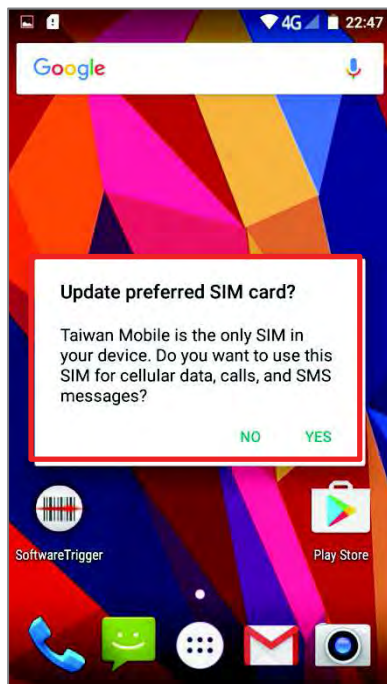 4G 22:47
Google
Update preferred SIM card?
Taiwan Mobile is the only SIM in
your device. Do you want to use this
SIM for cellular data, calls, and SMS
messages?
NO YES
SoftwareTrigger Play Store